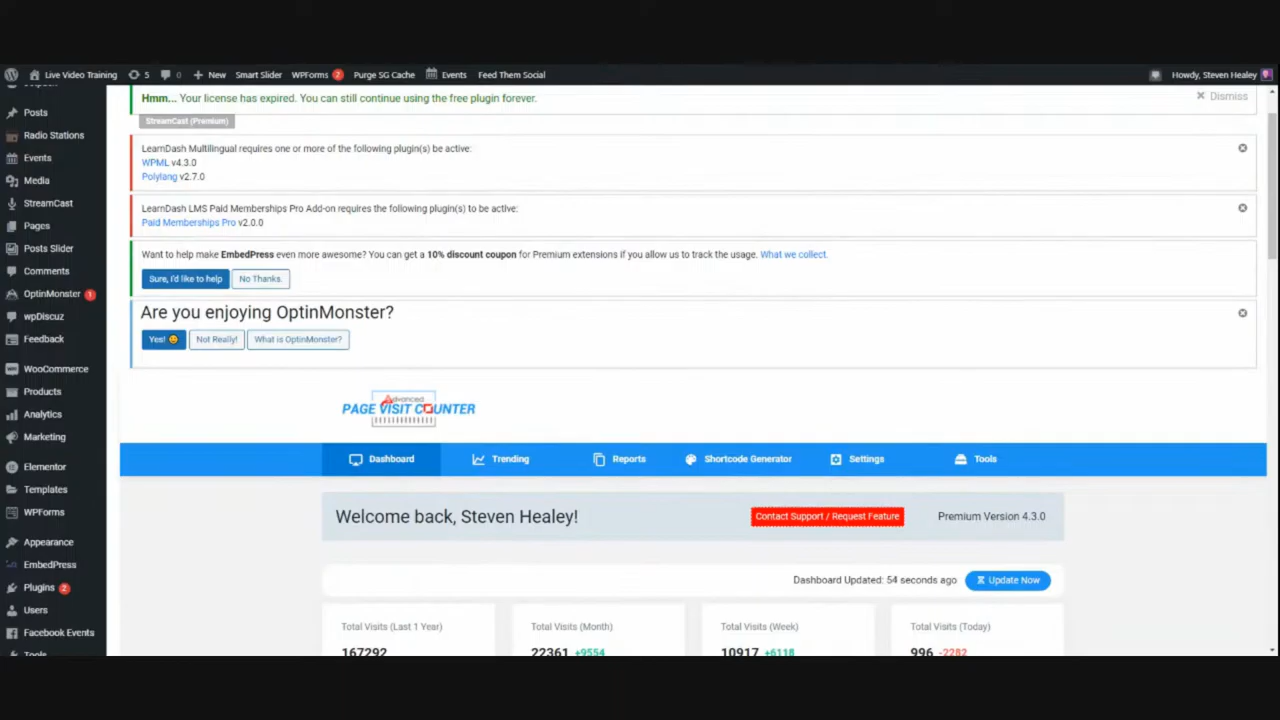 Live Video Training
5
0
New
Smart Slider
WPForms 2
Purge SG Cache
Events
Feed Them Social
Howdy, Steven Healey
Posts
Radio Stations
Events
Media
StreamCast
Pages
Posts Slider
Comments
OptinMonster 1
wpDiscuz
Feedback
WooCommerce
Products
Analytics
Marketing
Elementor
Templates
WPForms
Appearance
EmbedPress
Plugins 2
Users
Facebook Events
Tools
Hmm... Your license has expired. You can still continue using the free plugin forever.
Dismiss
StreamCast (Premium)
LearnDash Multilingual requires one or more of the following plugin(s) be active:
WPML v4.3.0
Polylang v2.7.0
LearnDash LMS Paid Memberships Pro Add-on requires the following plugin(s) to be active:
Paid Memberships Pro v2.0.0
Want to help make EmbedPress even more awesome? You can get a 10% discount coupon for Premium extensions if you allow us to track the usage. What we collect.
Sure, I'd like to help
No Thanks.
Are you enjoying OptinMonster?
Yes!
Not Really!
What is OptinMonster?
Advanced
PAGE VISIT COUNTER
Dashboard
Trending
Reports
Shortcode Generator
Settings
Tools
Welcome back, Steven Healey!
Contact Support / Request Feature
Premium Version 4.3.0
Dashboard Updated: 54 seconds ago
Update Now
Total Visits (Last 1 Year)
Total Visits (Month)
Total Visits (Week)
Total Visits (Today)
167292
22361 +9554
10917 +6118
996 -2282